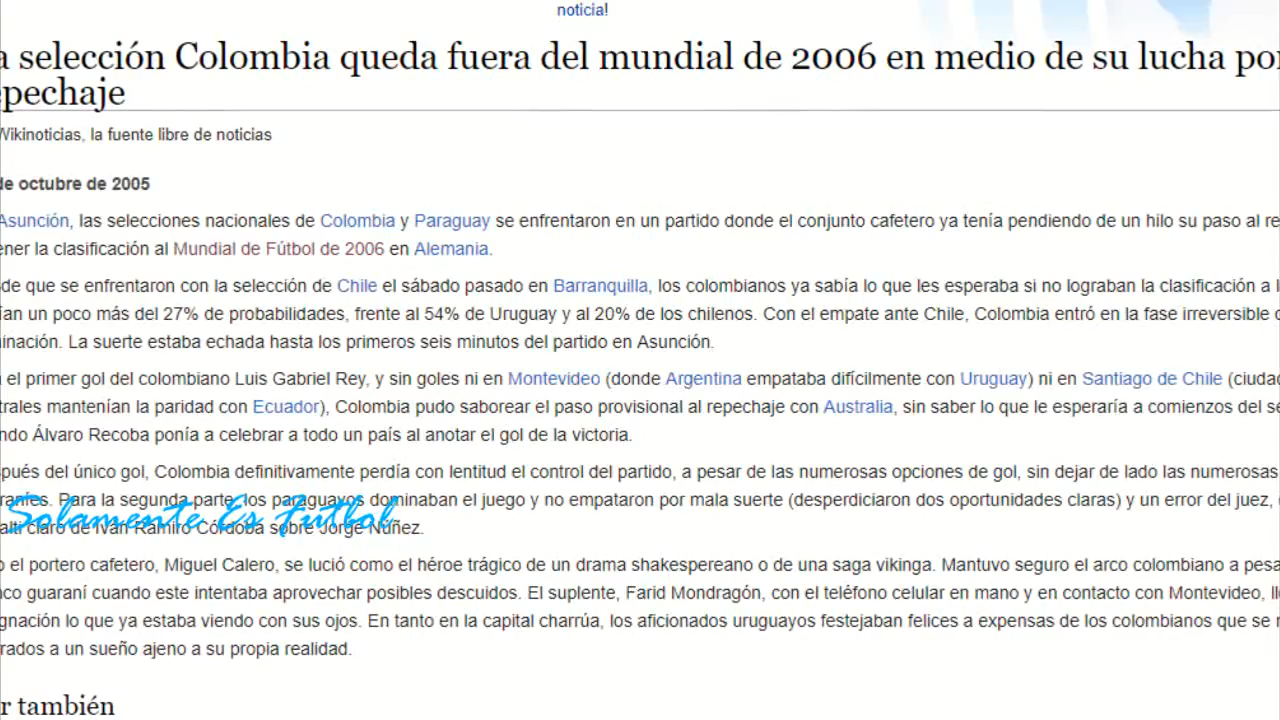 noticia!
a selección Colombia queda fuera del mundial de 2006 en medio de su lucha por
epechaje
Wikinoticias, la fuente libre de noticias
de octubre de 2005
Asunción, las selecciones nacionales de Colombia y Paraguay se enfrentaron en un partido donde el conjunto cafetero ya tenía pendiendo de un hilo su paso al re
ener la clasificación al Mundial de Fútbol de 2006 en Alemania.
de que se enfrentaron con la selección de Chile el sábado pasado en Barranquilla, los colombianos ya sabía lo que les esperaba si no lograban la clasificación a l
ían un poco más del 27% de probabilidades, frente al 54% de Uruguay y al 20% de los chilenos. Con el empate ante Chile, Colombia entró en la fase irreversible
inación. La suerte estaba echada hasta los primeros seis minutos del partido en Asunción.
el primer gol del colombiano Luis Gabriel Rey, y sin goles ni en Montevideo (donde Argentina empataba difícilmente con Uruguay) ni en Santiago de Chile (ciudad
trales mantenían la paridad con Ecuador), Colombia pudo saborear el paso provisional al repechaje con Australia, sin saber lo que le esperaría a comienzos del se
ndo Álvaro Recoba ponía a celebrar a todo un país al anotar el gol de la victoria.
spués del único gol, Colombia definitivamente perdía con lentitud el control del partido, a pesar de las numerosas opciones de gol, sin dejar de lado las numerosas
rantes. Para la segunda parte, los paraguayos dominaban el juego y no empataron por mala suerte (desperdiciaron dos oportunidades claras) y un error del juez,
Solamente Es Futbol
alti claro de Iván Ramiro Córdoba sobre Jorge Núñez.
o el portero cafetero, Miguel Calero, se lució como el héroe trágico de un drama shakespereano o de una saga vikinga. Mantuvo seguro el arco colombiano a pesa
nco guaraní cuando este intentaba aprovechar posibles descuidos. El suplente, Farid Mondragón, con el teléfono celular en mano y en contacto con Montevideo, ll
gnación lo que ya estaba viendo con sus ojos. En tanto en la capital charrúa, los aficionados uruguayos festejaban felices a expensas de los colombianos que se
rados a un sueño ajeno a su propia realidad.
r también